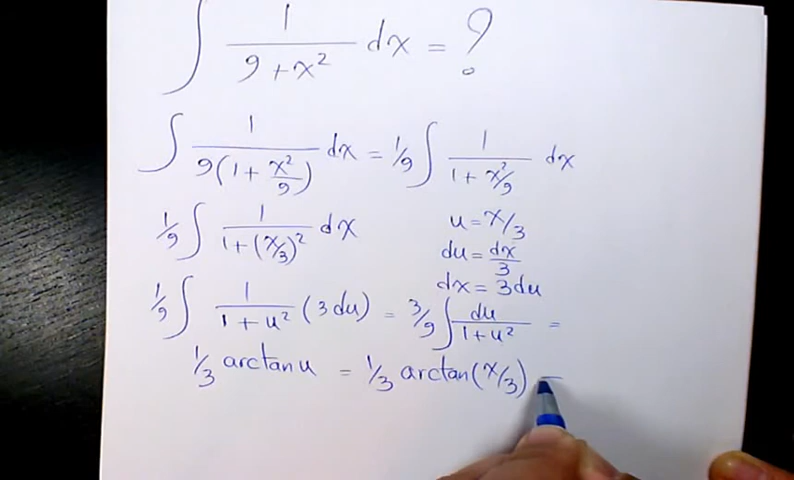 ∫ 1/(9+x²) dx = ?
∫ 1/(9(1+x²/9)) dx = 1/9 ∫ 1/(1+x²/9) dx
1/9 ∫ 1/(1+(x/3)²) dx
u = x/3
du = dx/3
dx = 3du
1/9 ∫ 1/(1+u²) (3du) = 3/9 ∫ du/(1+u²) =
1/3 arctan u = 1/3 arctan(x/3)